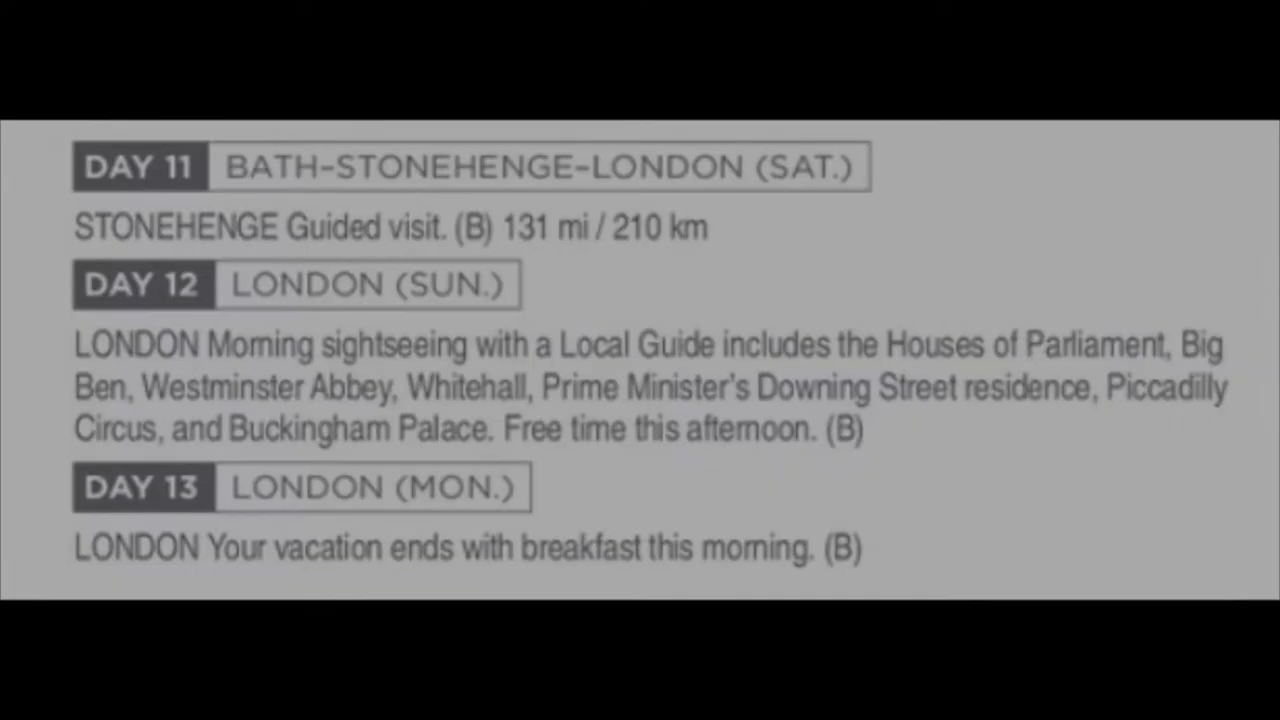 DAY 11 BATH–STONEHENGE–LONDON (SAT.)
STONEHENGE Guided visit. (B) 131 mi / 210 km
DAY 12 LONDON (SUN.)
LONDON Morning sightseeing with a Local Guide includes the Houses of Parliament, Big
Ben, Westminster Abbey, Whitehall, Prime Minister's Downing Street residence, Piccadilly
Circus, and Buckingham Palace. Free time this afternoon. (B)
DAY 13 LONDON (MON.)
LONDON Your vacation ends with breakfast this morning. (B)